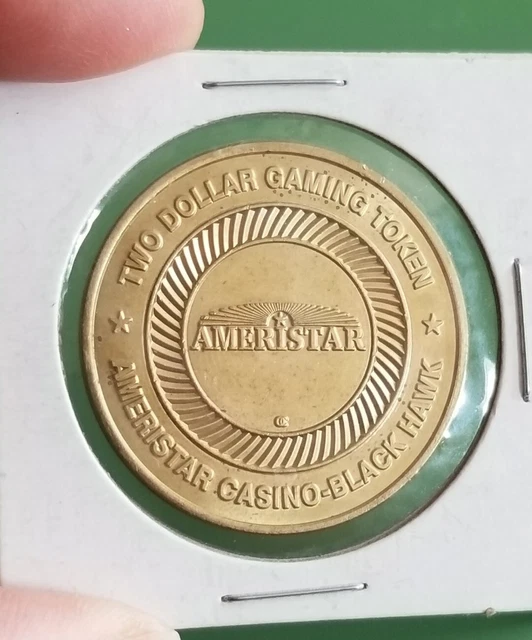 TWO DOLLAR GAMING TOKEN
AMERISTAR
AMERISTAR CASINO-BLACK HAWK